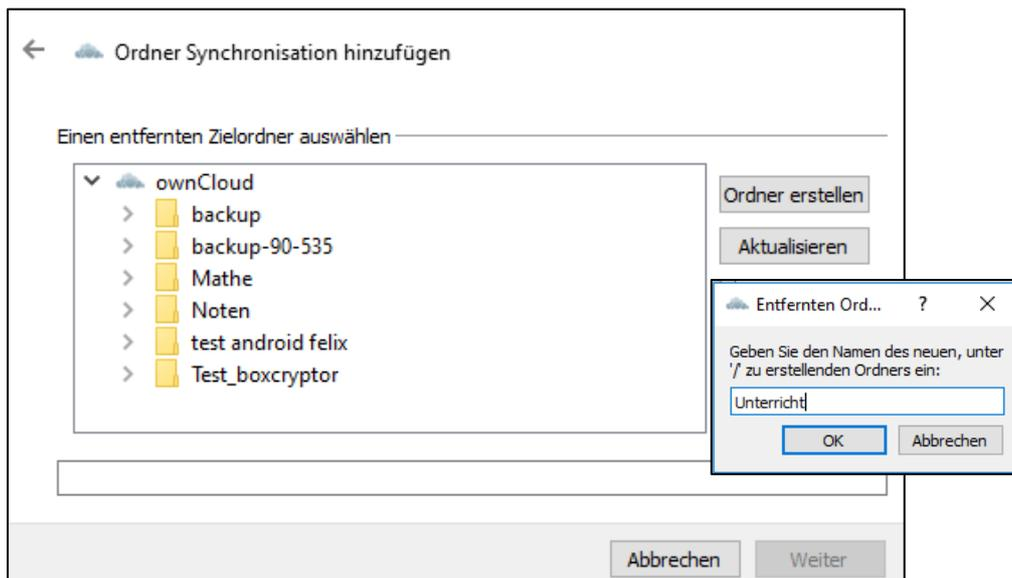 Ordner Synchronisation hinzufügen
Einen entfernten Zielordner auswählen
ownCloud
backup
backup-90-535
Mathe
Noten
test android felix
Test_boxcryptor
Ordner erstellen
Aktualisieren
Entfernten Ord... ?
Geben Sie den Namen des neuen, unter
'/' zu erstellenden Ordners ein:
Unterricht
OK Abbrechen
Abbrechen Weiter